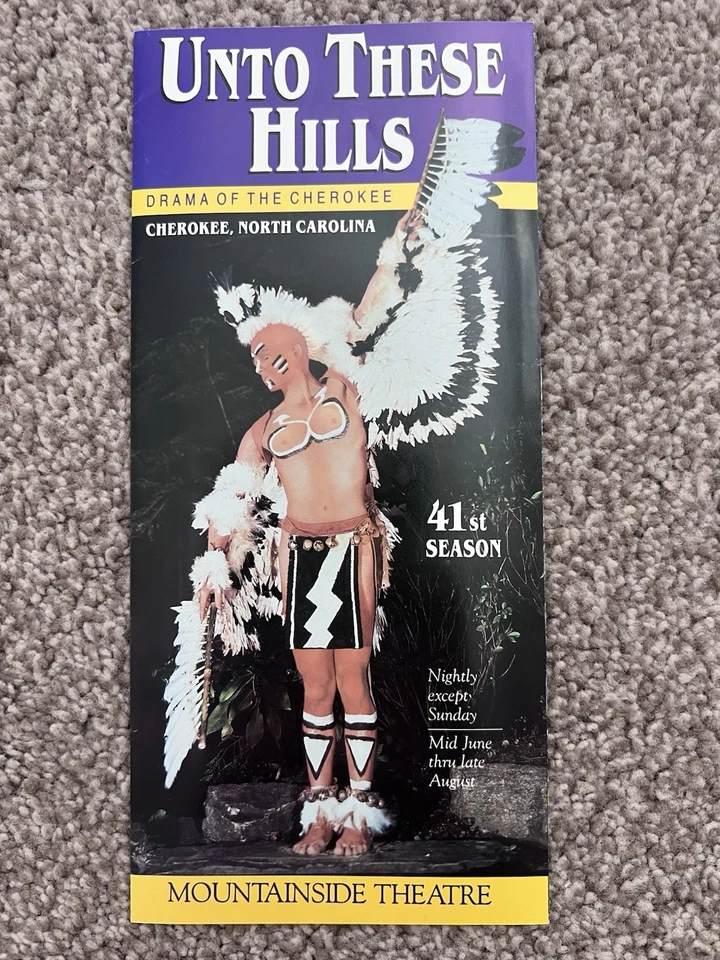 UNTO THESE
HILLS
DRAMA OF THE CHEROKEE
CHEROKEE, NORTH CAROLINA
41st
SEASON
Nightly
except
Sunday
Mid June
thru late
August
MOUNTAINSIDE THEATRE